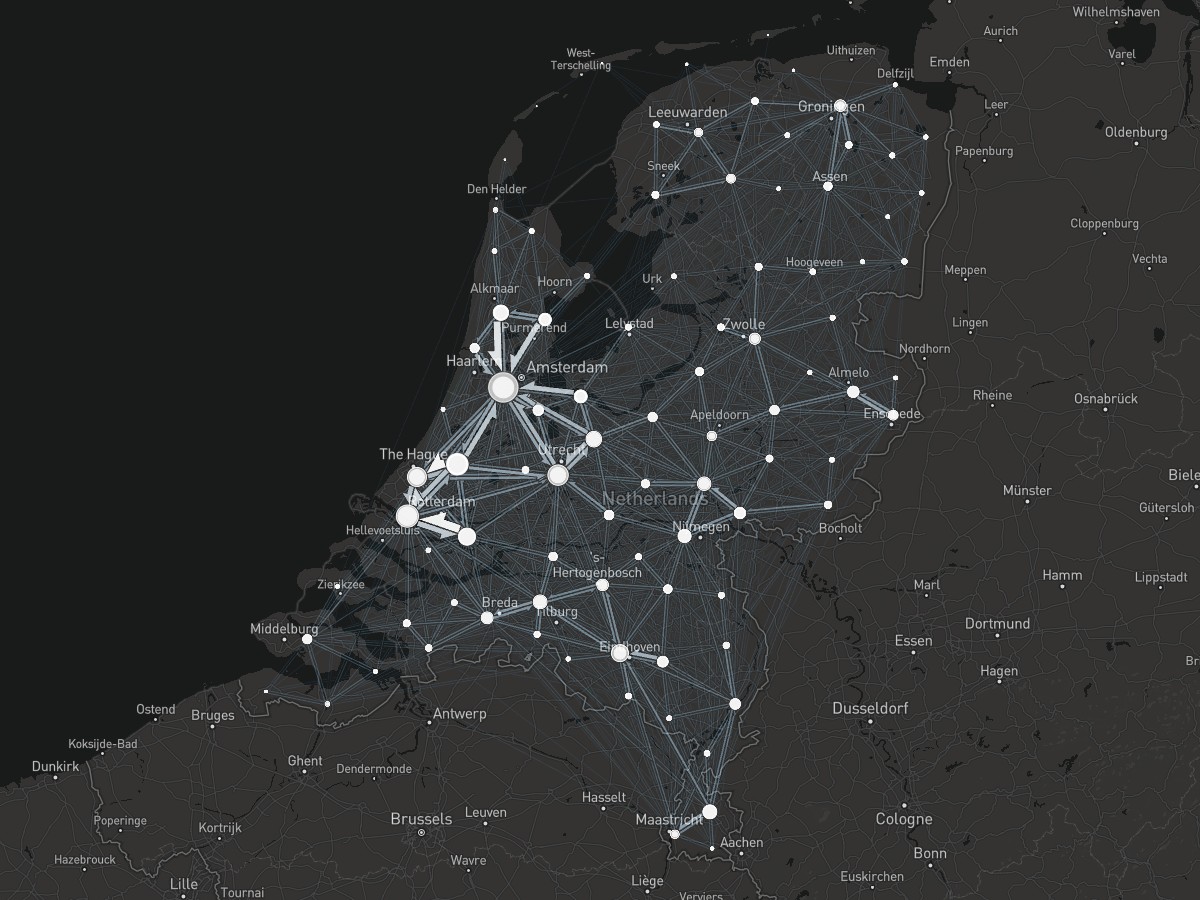 Wilhelmshaven
Aurich
Uithuizen
West-
Terschelling
Varel
Emden
Delfzijl
Leer
Groningen
Leeuwarden
Oldenburg
Papenburg
Sneek
Assen
Den Helder
Cloppenburg
Vechta
Hoogeveen
Meppen
Urk
Hoorn
Alkmaar
Lelystad
Zwolle
Lingen
Purmerend
Nordhorn
Haarlem
Amsterdam
Almelo
Rheine
Osnabrück
Apeldoorn
Enschede
Utrecht
The Hague
Biele
Münster
Netherlands
Rotterdam
Gütersloh
Nijmegen
Bocholt
Hellevoetsluis
's-
Hertogenbosch
Hamm
Lippstadt
Zierikzee
Marl
Breda
Tilburg
Dortmund
Middelburg
Essen
Eindhoven
Bri
Hagen
Ostend
Bruges
Antwerp
Dusseldorf
Koksijde-Bad
Ghent
Dunkirk
Dendermonde
Hasselt
Leuven
Brussels
Maastricht
Cologne
Poperinge
Kortrijk
Aachen
Bonn
Hazebrouck
Wavre
Euskirchen
Liège
Lille
Tournai
Verviers